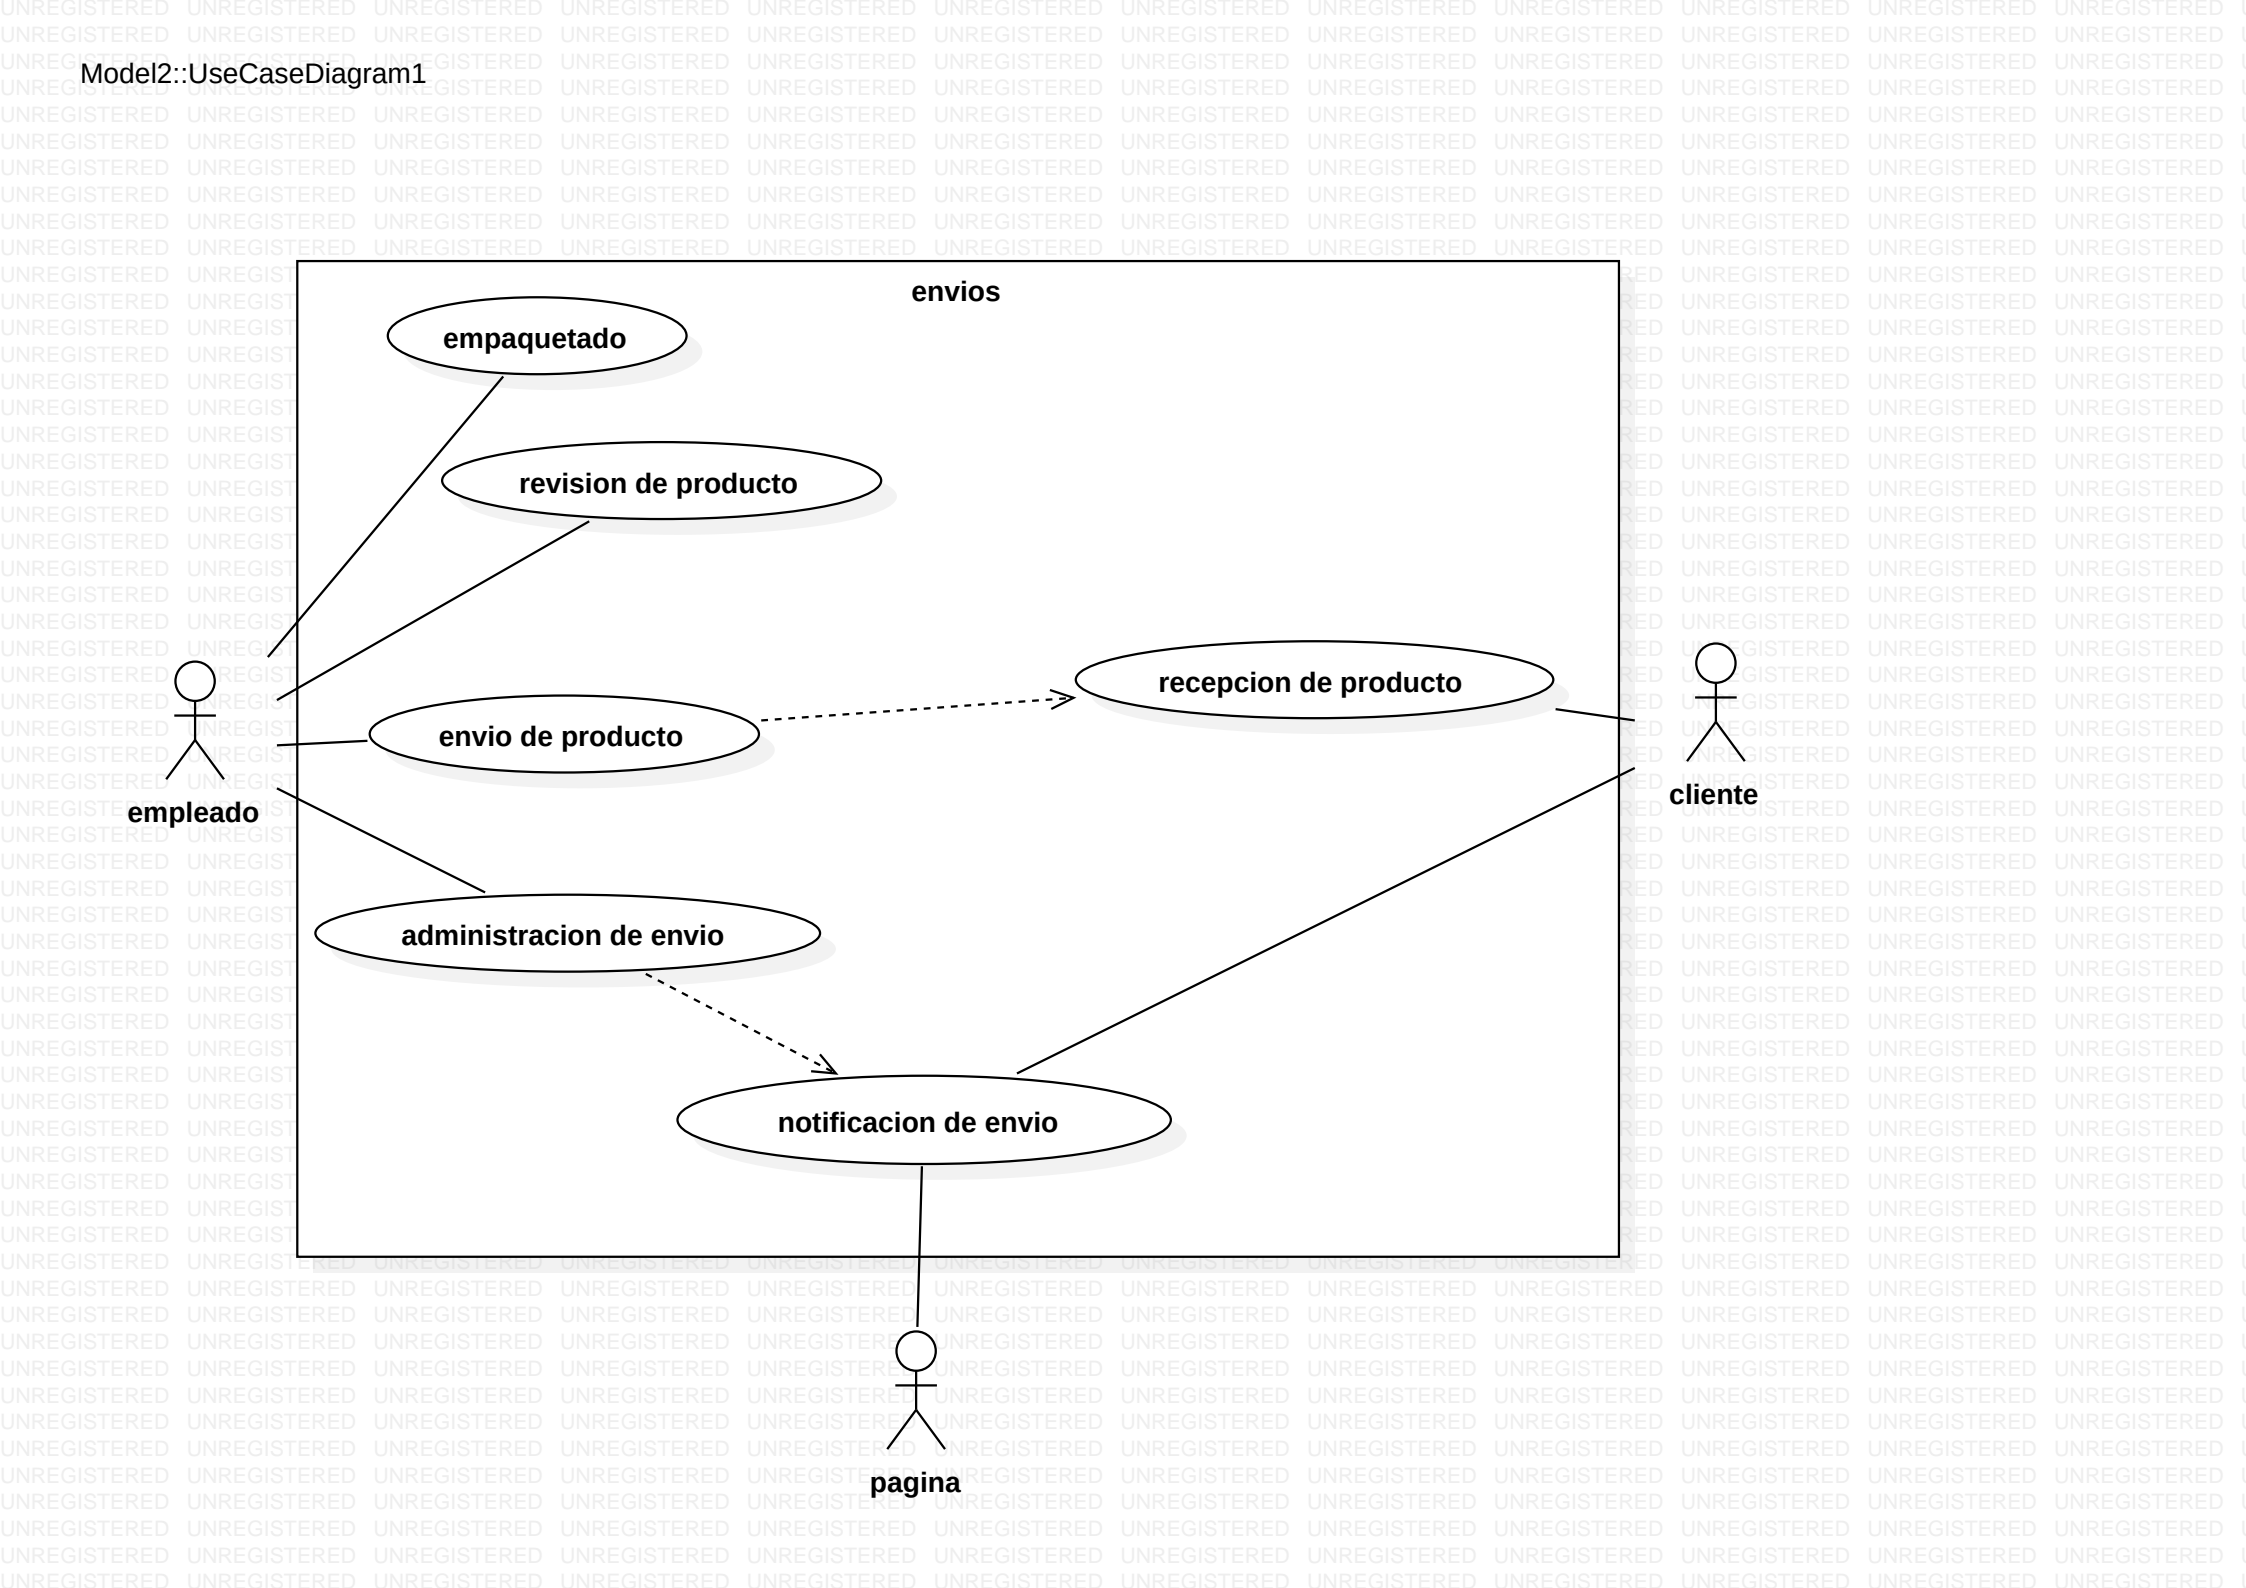 Model2::UseCaseDiagram1
envios
empaquetado
revision de producto
recepcion de producto
envio de producto
cliente
empleado
administracion de envio
notificacion de envio
pagina
UNREGISTERED